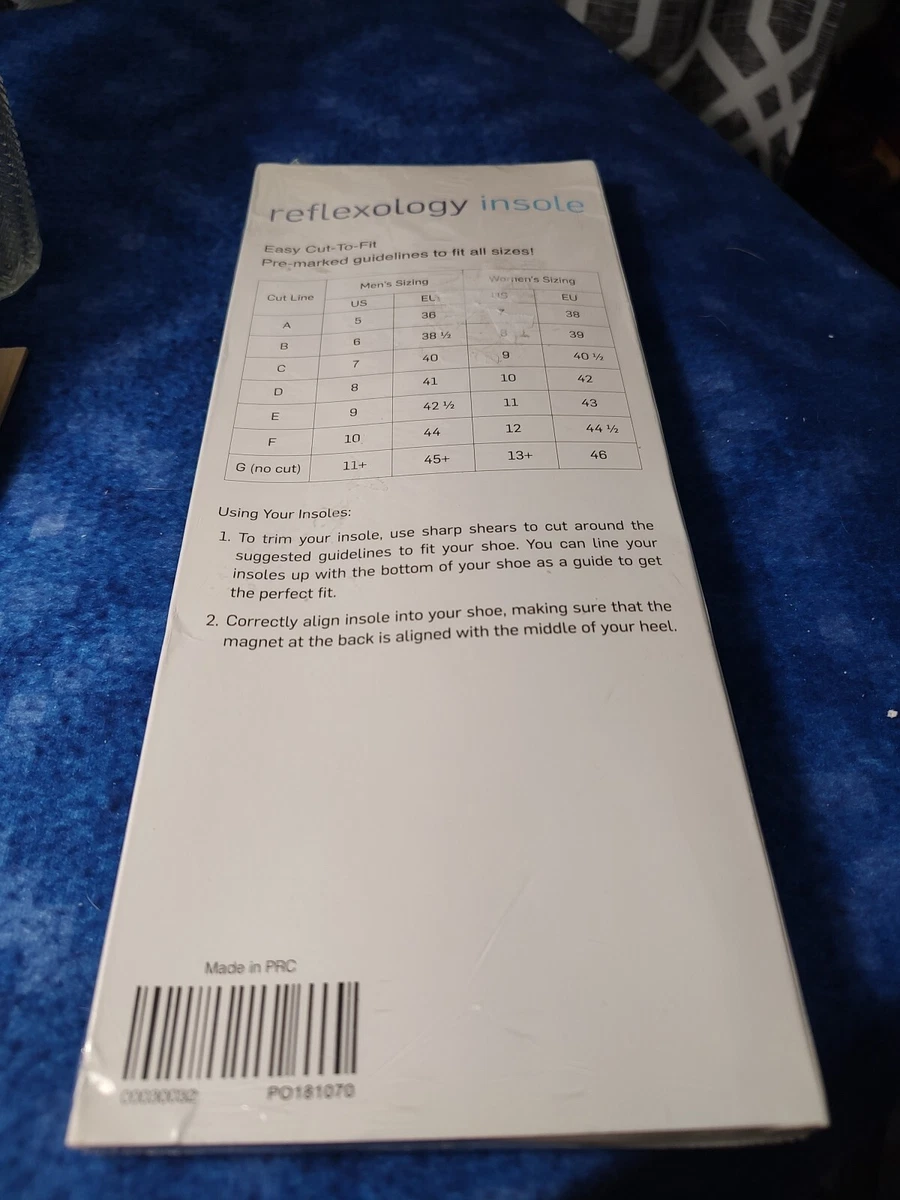 reflexology insole
Easy Cut-To-Fit
Pre-marked guidelines to fit all sizes!
Cut Line Men's Sizing Women's Sizing
US EU US EU
A 5 36 38
B 6 38 ½ 8 39
C 7 40 9 40 ½
D 8 41 10 42
E 9 42 ½ 11 43
F 10 44 12 44 ½
G (no cut) 11+ 45+ 13+ 46
Using Your Insoles:
1. To trim your insole, use sharp shears to cut around the
suggested guidelines to fit your shoe. You can line your
insoles up with the bottom of your shoe as a guide to get
the perfect fit.
2. Correctly align insole into your shoe, making sure that the
magnet at the back is aligned with the middle of your heel.
Made in PRC
PO181070